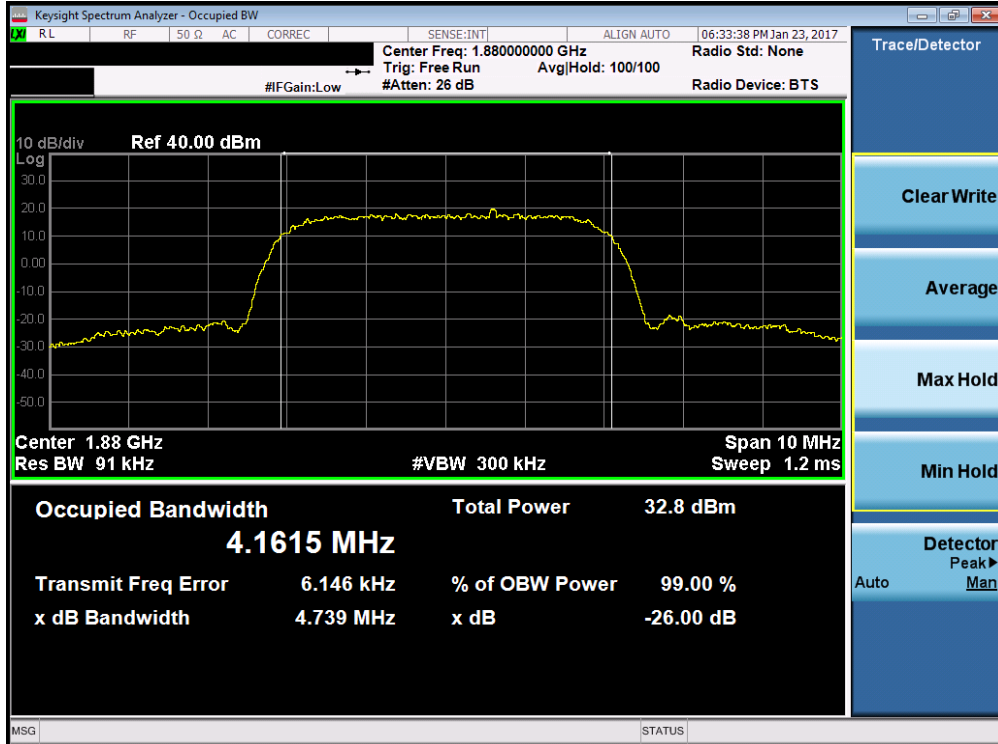 Keysight Spectrum Analyzer - Occupied BW
LXI RL RF 50 Ω AC CORREC SENSE:INT ALIGN AUTO 06:33:38 PM Jan 23, 2017
Center Freq: 1.880000000 GHz Radio Std: None
Trig: Free Run Avg|Hold: 100/100
#IFGain:Low #Atten: 26 dB Radio Device: BTS
10 dB/div Ref 40.00 dBm
Log
30.0
20.0
10.0
0.00
-10.0
-20.0
-30.0
-40.0
-50.0
Center 1.88 GHz Span 10 MHz
Res BW 91 kHz #VBW 300 kHz Sweep 1.2 ms
Occupied Bandwidth Total Power 32.8 dBm
4.1615 MHz
Transmit Freq Error 6.146 kHz % of OBW Power 99.00 %
x dB Bandwidth 4.739 MHz x dB -26.00 dB
MSG STATUS
Trace/Detector
Clear Write
Average
Max Hold
Min Hold
Detector
Peak▶
Auto Man